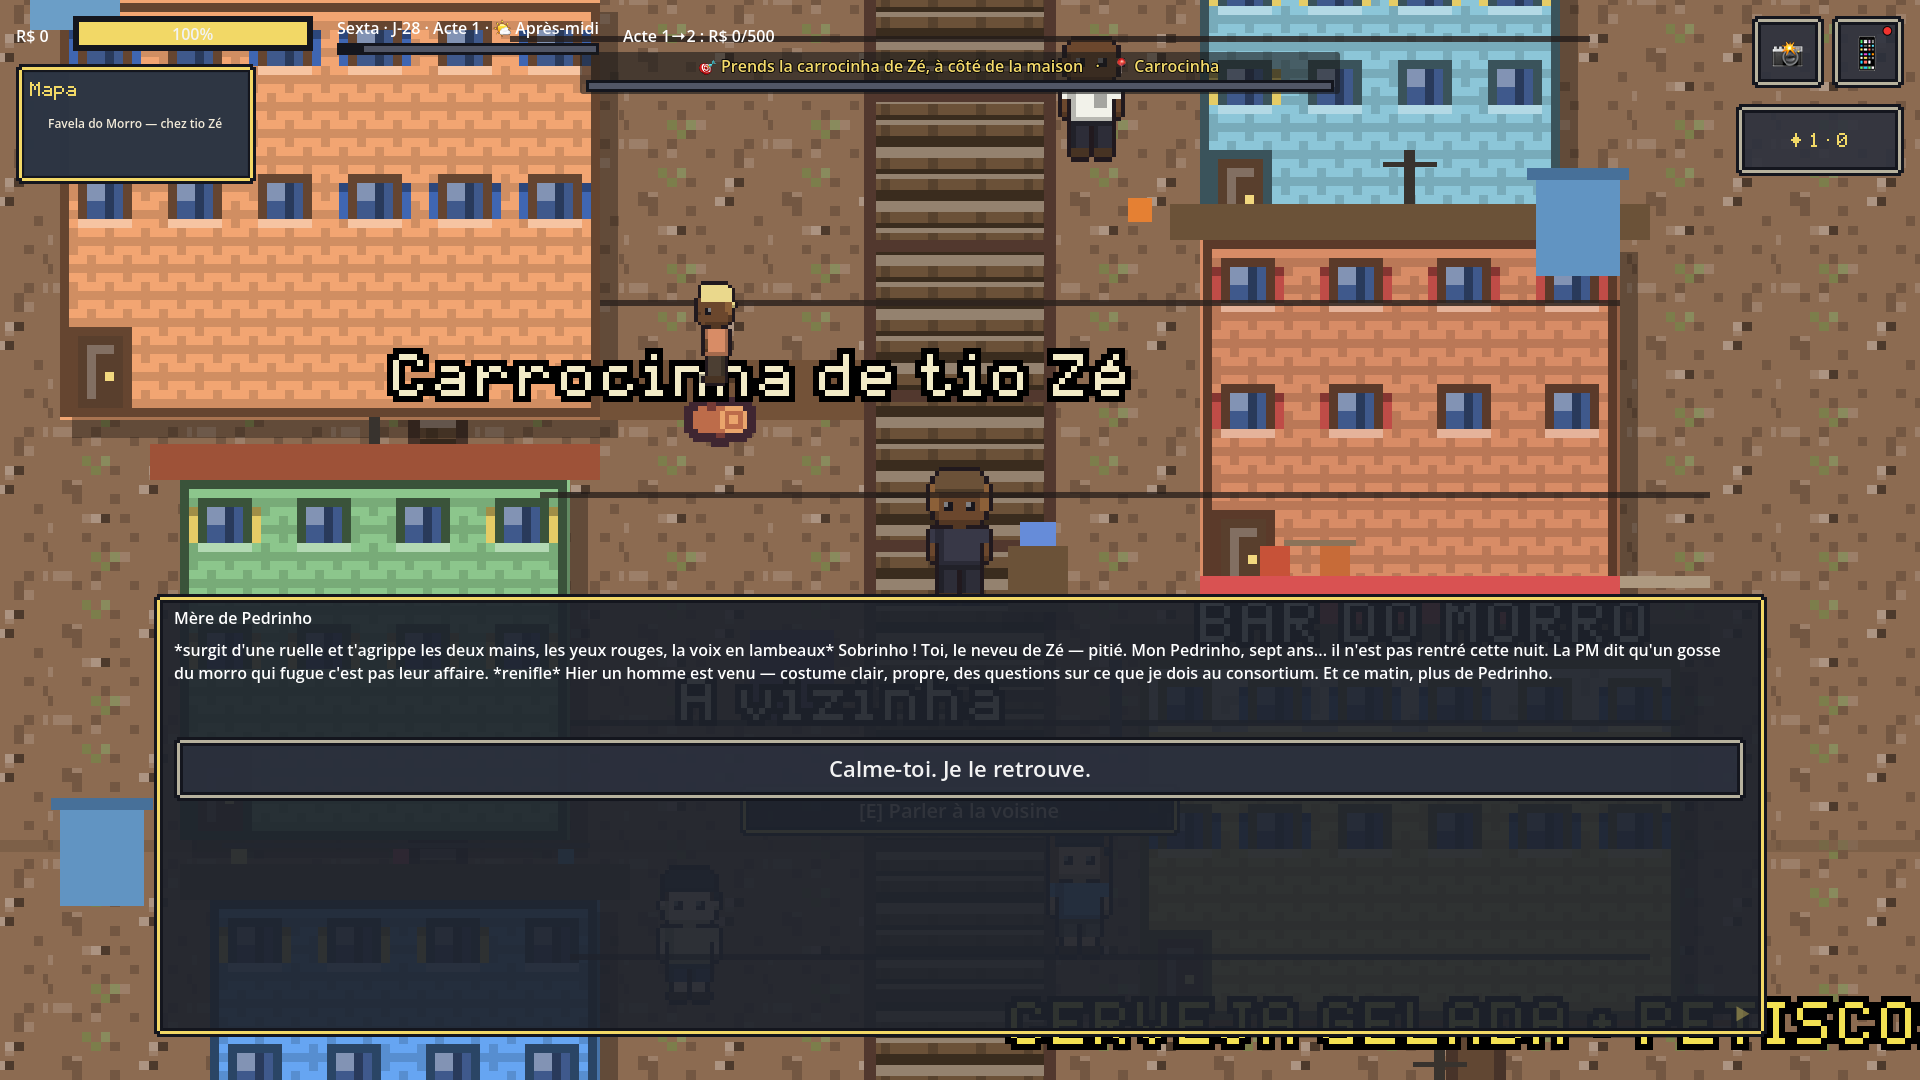 R$ 0
100%
Sexta · J-28 · Acte 1 · Après-midi
Acte 1→2 : R$ 0/500
Prends la carrocinha de Zé, à côté de la maison · Carrocinha
Mapa
Favela do Morro — chez tio Zé
1 · 0
Carrocinha de tio Zé
Mère de Pedrinho
*surgit d'une ruelle et t'agrippe les deux mains, les yeux rouges, la voix en lambeaux* Sobrinho ! Toi, le neveu de Zé — pitié. Mon Pedrinho, sept ans... il n'est pas rentré cette nuit. La PM dit qu'un gosse
du morro qui fugue c'est pas leur affaire. *renifle* Hier un homme est venu — costume clair, propre, des questions sur ce que je dois au consortium. Et ce matin, plus de Pedrinho.
BAR DO MORRO
A vizinha
Calme-toi. Je le retrouve.
[E] Parler à la voisine
CERVEJA GELADA + PETISCO